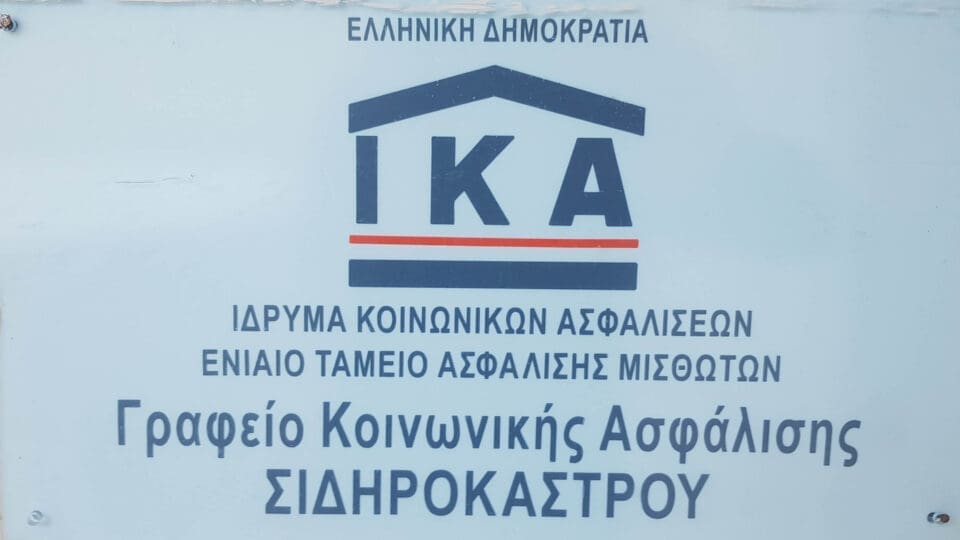 ΕΛΛΗΝΙΚΗ ΔΗΜΟΚΡΑΤΙΑ
ΙΚΑ
ΙΔΡΥΜΑ ΚΟΙΝΩΝΙΚΩΝ ΑΣΦΑΛΙΣΕΩΝ
ΕΝΙΑΙΟ ΤΑΜΕΙΟ ΑΣΦΑΛΙΣΗΣ ΜΙΣΘΩΤΩΝ
Γραφείο Κοινωνικής Ασφάλισης
ΣΙΔΗΡΟΚΑΣΤΡΟΥ